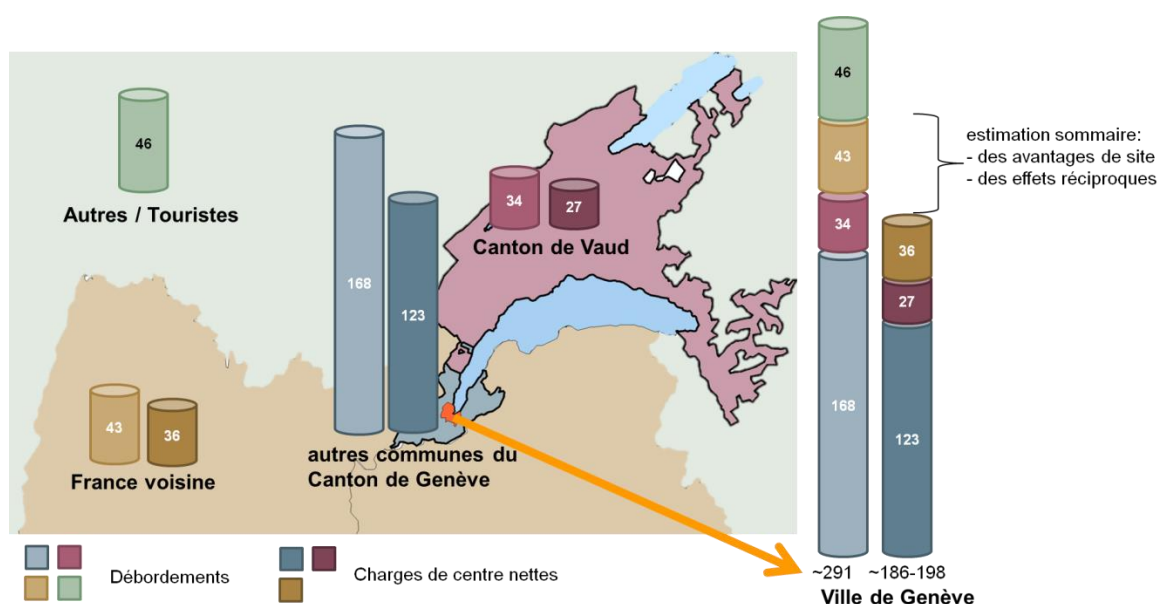 46
Autres / Touristes
168
123
34
27
Canton de Vaud
43
36
France voisine
autres communes du
Canton de Genève
46
43
34
168
36
27
123
estimation sommaire:
- des avantages de site
- des effets réciproques
~291
~186-198
Ville de Genève
Débordements
Charges de centre nettes